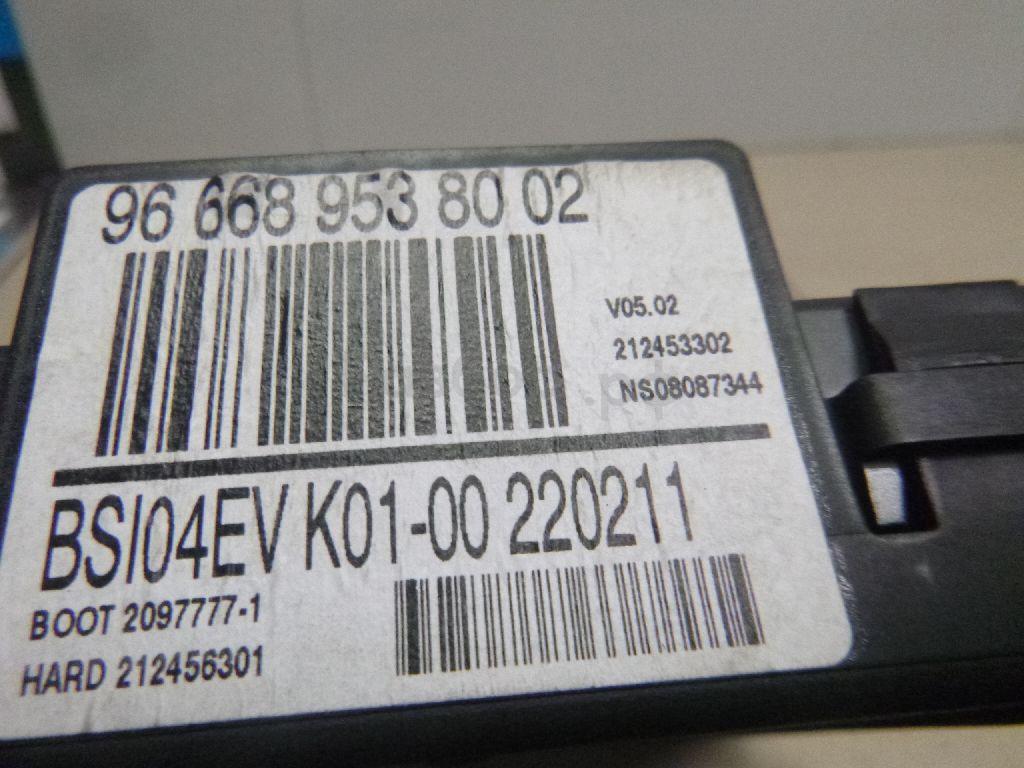 96 668 953 80 02
V05.02
212453302
NS08087344
BSI04EV K01-00 220211
BOOT 2097777-1
HARD 212456301